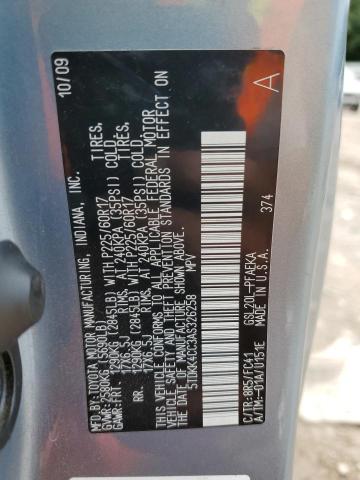 MFD. BY: TOYOTA MOTOR MANUFACTURING, INDIANA, INC. 10/09
GVWR: 2580KG (5690LB)
GAWR: FRT. 1290KG (2845LB) WITH P225/60R17 TIRES,
17X6.5J RIMS, AT 240KPA (35PSI) COLD
RR. 1290KG (2845LB) WITH P225/60R17 TIRES,
17X6.5J RIMS, AT 240KPA (35PSI) COLD
THIS VEHICLE CONFORMS TO ALL APPLICABLE FEDERAL MOTOR
VEHICLE SAFETY AND THEFT PREVENTION STANDARDS IN EFFECT ON
THE DATE OF MANUFACTURE SHOWN ABOVE.
5TDKK4CC3AS326258 MPV
C/TR: 8R5/FC41 GSL20L-PFAEKA A
A/TM: -01A/U151E MADE IN U.S.A. 374